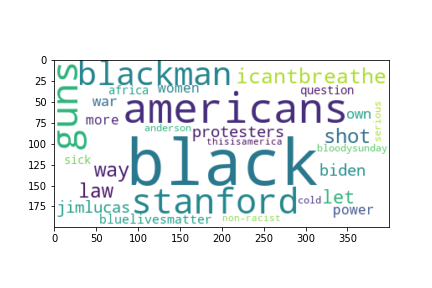 0
25
50
75
100
125
150
175
guns
blackman
icantbreathe
africa
women
question
war
americans
own
serious
more
anderson
protesters
shot
thisisamerica
bloodysunday
sick
way
black
biden
law
stanford
cold
let
jimlucas
power
bluelivesmatter
non-racist
0 50 100 150 200 250 300 350